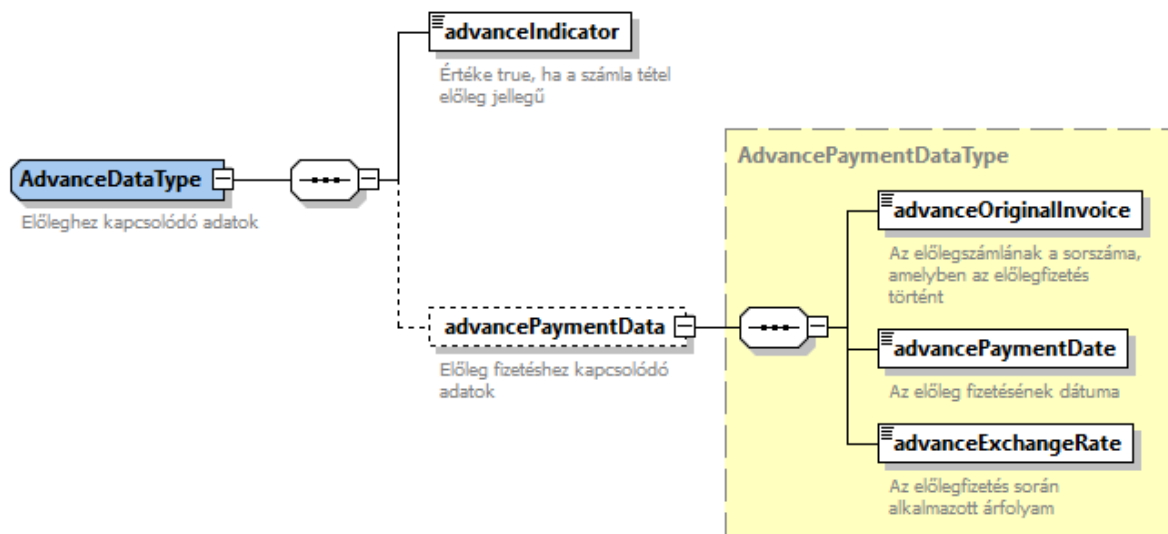 advanceIndicator
Értéke true, ha a számla tétel
előleg jellegű
AdvanceDataType
Előleghez kapcsolódó adatok
advancePaymentData
Előleg fizetéshez kapcsolódó
adatok
AdvancePaymentDataType
advanceOriginalInvoice
Az előlegszámlának a sorszáma,
amelyben az előlegfizetés
történt
advancePaymentDate
Az előleg fizetésének dátuma
advanceExchangeRate
Az előlegfizetés során
alkalmazott árfolyam